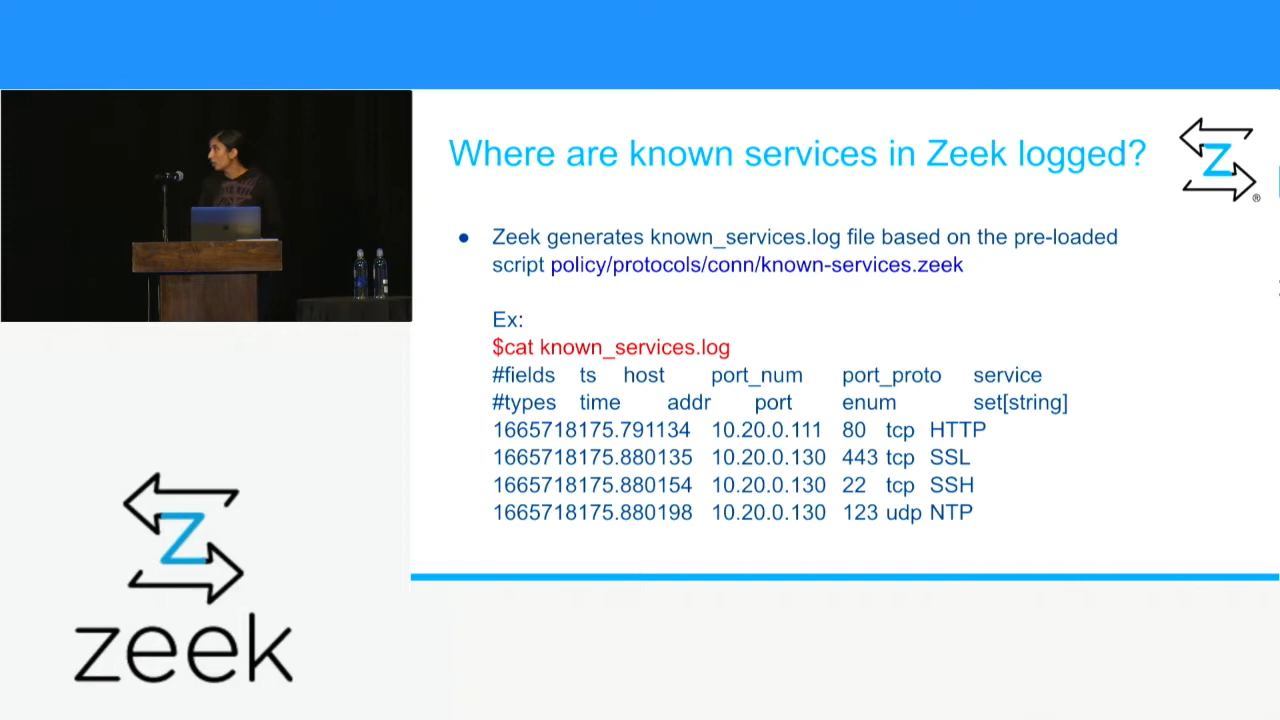 Where are known services in Zeek logged?
Z
®
● Zeek generates known_services.log file based on the pre-loaded
script policy/protocols/conn/known-services.zeek
Ex:
$cat known_services.log
#fields ts host port_num port_proto service
#types time addr port enum set[string]
1665718175.791134 10.20.0.111 80 tcp HTTP
1665718175.880135 10.20.0.130 443 tcp SSL
1665718175.880154 10.20.0.130 22 tcp SSH
1665718175.880198 10.20.0.130 123 udp NTP
Z
zeek